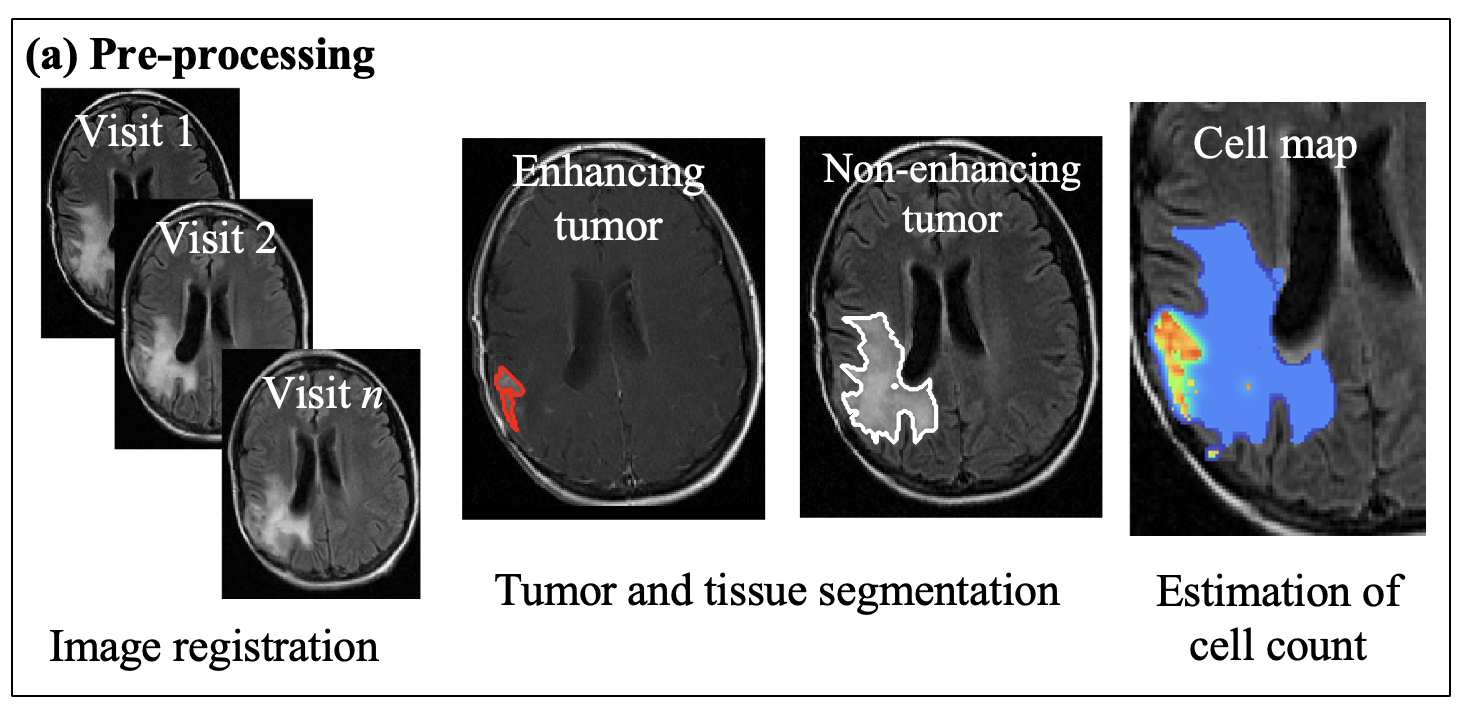 (a) Pre-processing
Visit 1
Visit 2
Visit n
Image registration
Enhancing
tumor
Non-enhancing
tumor
Tumor and tissue segmentation
Cell map
Estimation of
cell count